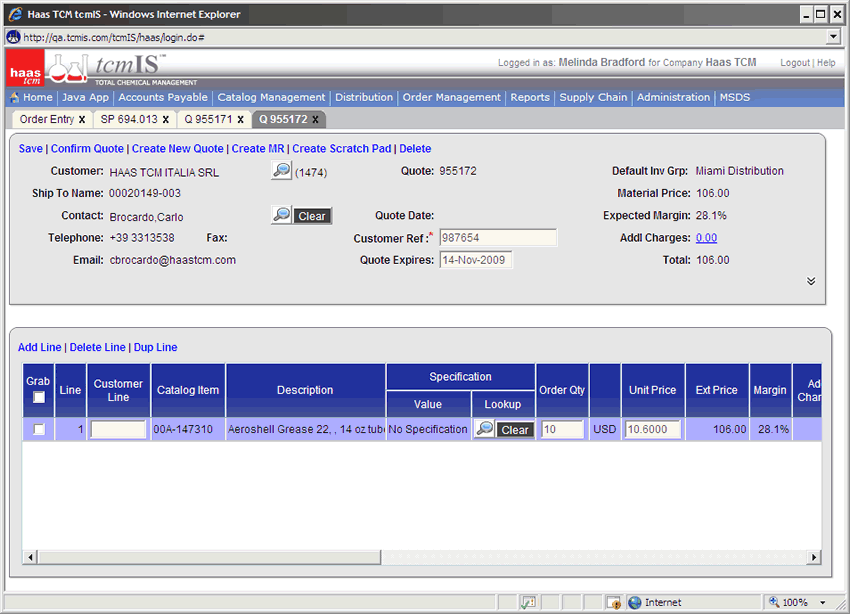 Haas TCM tcmIS - Windows Internet Explorer
http://qa.tcmis.com/tcmIS/haas/login.do#
haas tcm
tcmIS™
TOTAL CHEMICAL MANAGEMENT
Logged in as: Melinda Bradford for Company Haas TCM Logout | Help
Home | Java App | Accounts Payable | Catalog Management | Distribution | Order Management | Reports | Supply Chain | Administration | MSDS
Order Entry x SP 694.013 x Q 955171 x Q 955172 x
Save | Confirm Quote | Create New Quote | Create MR | Create Scratch Pad | Delete
Customer: HAAS TCM ITALIA SRL (1474) Quote: 955172 Default Inv Grp: Miami Distribution
Ship To Name: 00020149-003 Material Price: 106.00
Contact: Brocardo,Carlo Clear Quote Date: Expected Margin: 28.1%
Telephone: +39 3313538 Fax: Customer Ref :* 987654 Addl Charges: 0.00
Email: cbrocardo@haastcm.com Quote Expires: 14-Nov-2009 Total: 106.00
Add Line | Delete Line | Dup Line
Grab Line Customer Line Catalog Item Description Specification Value Lookup Order Qty Unit Price Ext Price Margin Ad Char
1 00A-147310 Aeroshell Grease 22, , 14 oz tube No Specification Clear 10 USD 10.6000 106.00 28.1%
Internet 100%